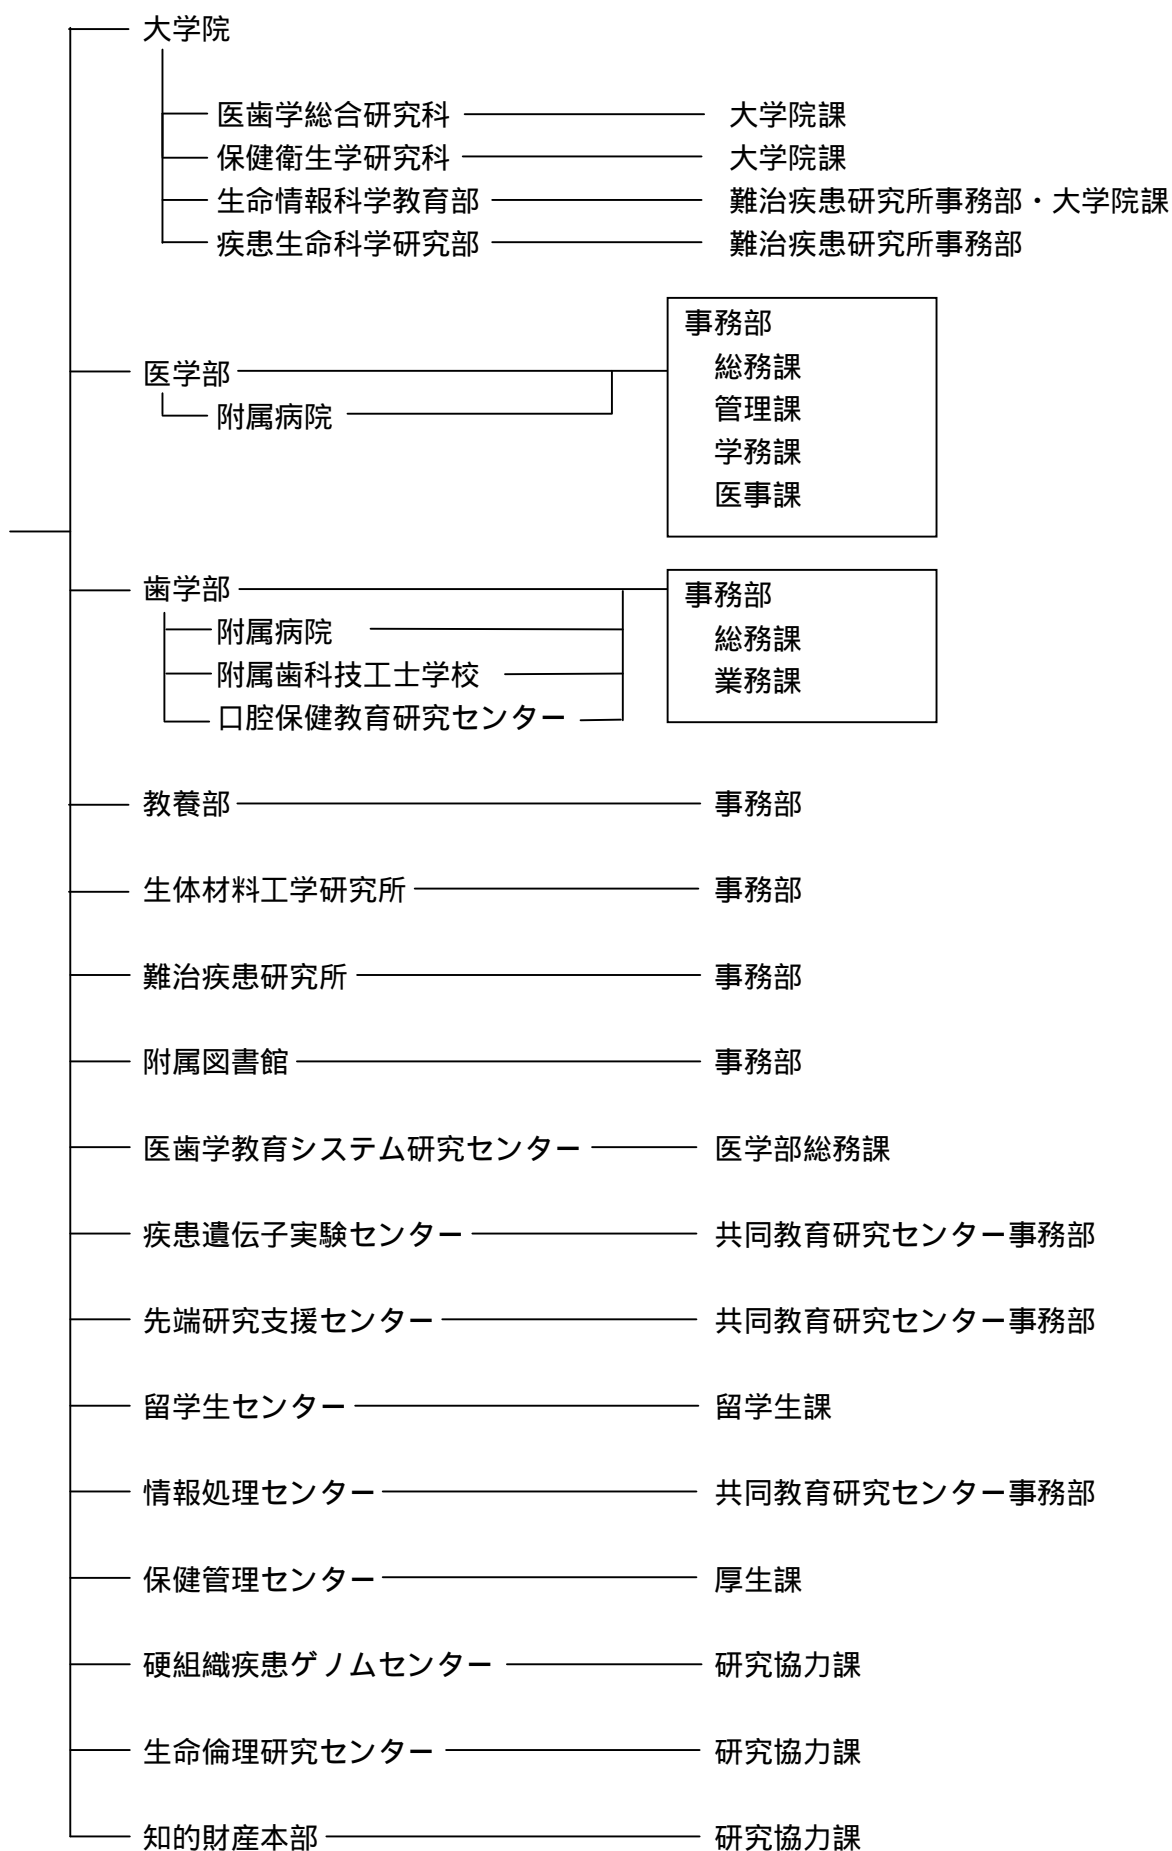 大学院
医歯学総合研究科 大学院課
保健衛生学研究科 大学院課
生命情報科学教育部 難治疾患研究所事務部・大学院課
疾患生命科学研究部 難治疾患研究所事務部
事務部
総務課
医学部
管理課
附属病院
学務課
医事課
歯学部 事務部
附属病院 総務課
附属歯科技工士学校 業務課
口腔保健教育研究センター
教養部 事務部
生体材料工学研究所 事務部
難治疾患研究所 事務部
附属図書館 事務部
医歯学教育システム研究センター 医学部総務課
疾患遺伝子実験センター 共同教育研究センター事務部
先端研究支援センター 共同教育研究センター事務部
留学生センター 留学生課
情報処理センター 共同教育研究センター事務部
保健管理センター 厚生課
硬組織疾患ゲノムセンター 研究協力課
生命倫理研究センター 研究協力課
知的財産本部 研究協力課